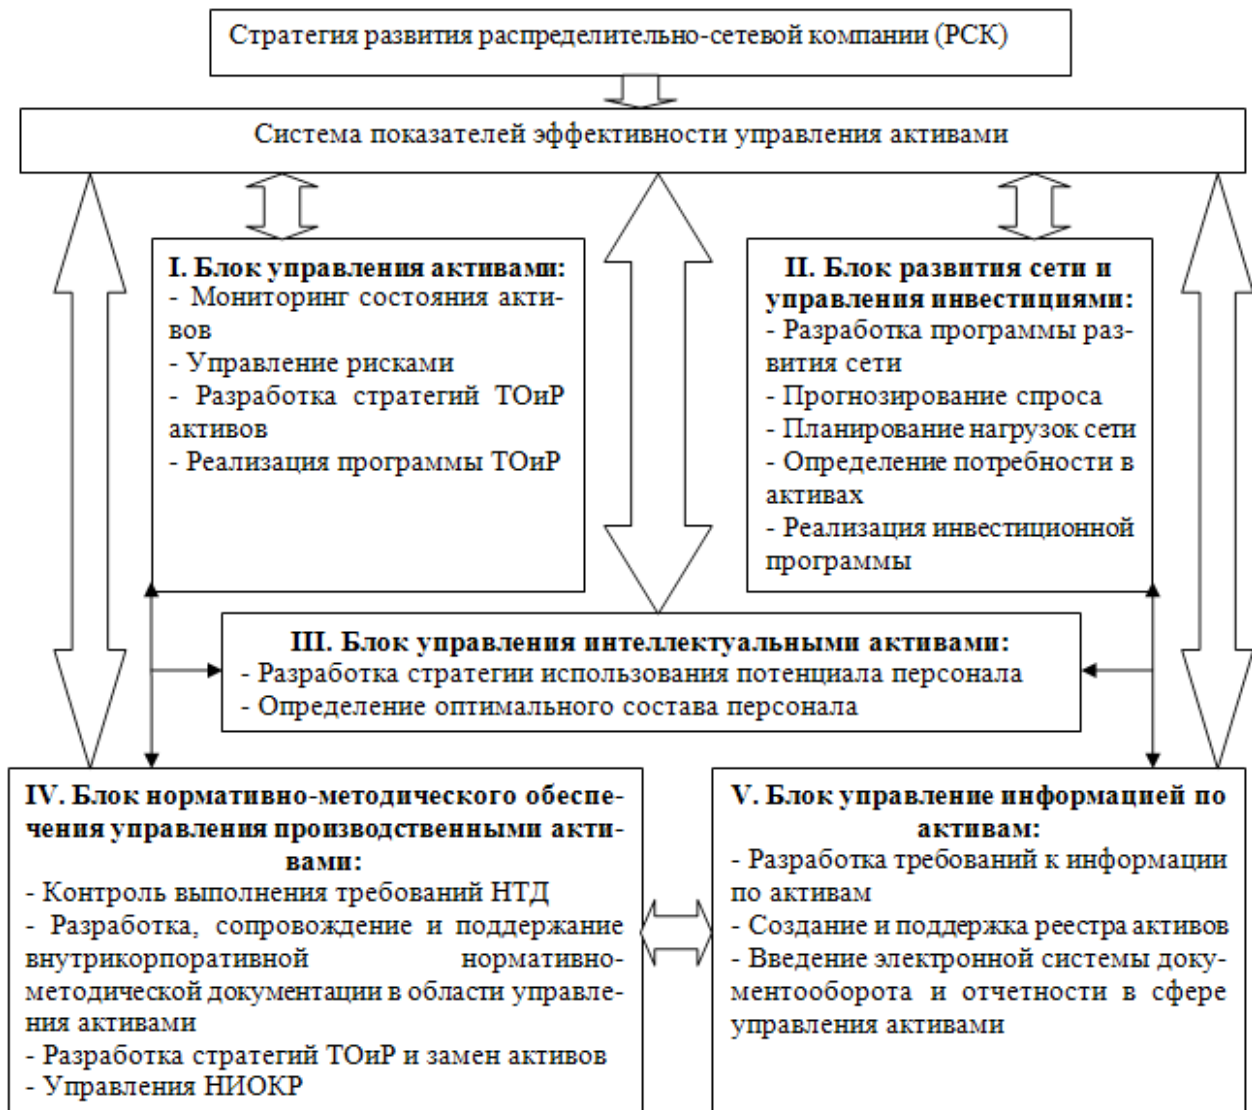 Стратегия развития распределительно-сетевой компании (РСК)
Система показателей эффективности управления активами
I. Блок управления активами:
- Мониторинг состояния акти-
вов
- Управление рисками
- Разработка стратегий ТОиР
активов
- Реализация программы ТОиР
II. Блок развития сети и
управления инвестициями:
- Разработка программы раз-
вития сети
- Прогнозирование спроса
- Планирование нагрузок сети
- Определение потребности в
активах
- Реализация инвестиционной
программы
III. Блок управления интеллектуальными активами:
- Разработка стратегии использования потенциала персонала
- Определение оптимального состава персонала
IV. Блок нормативно-методического обеспе-
чения управления производственными акти-
вами:
- Контроль выполнения требований НТД
- Разработка, сопровождение и поддержание
внутрикорпоративной нормативно-
методической документации в области управле-
ния активами
- Разработка стратегий ТОиР и замен активов
- Управления НИОКР
V. Блок управление информацией по
активам:
- Разработка требований к информации
по активам
- Создание и поддержка реестра активов
- Введение электронной системы доку-
ментооборота и отчетности в сфере
управления активами